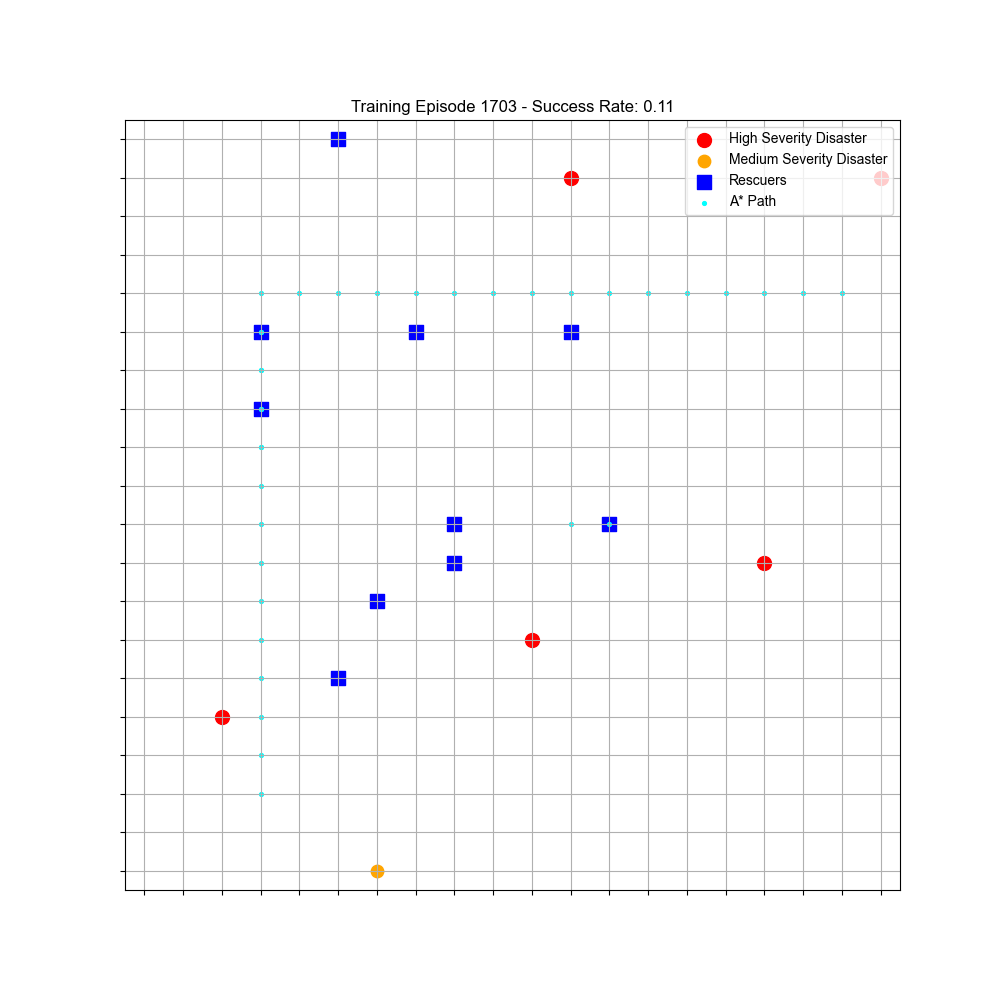 Training Episode 1703 - Success Rate: 0.11
High Severity Disaster
Medium Severity Disaster
Rescuers
A* Path